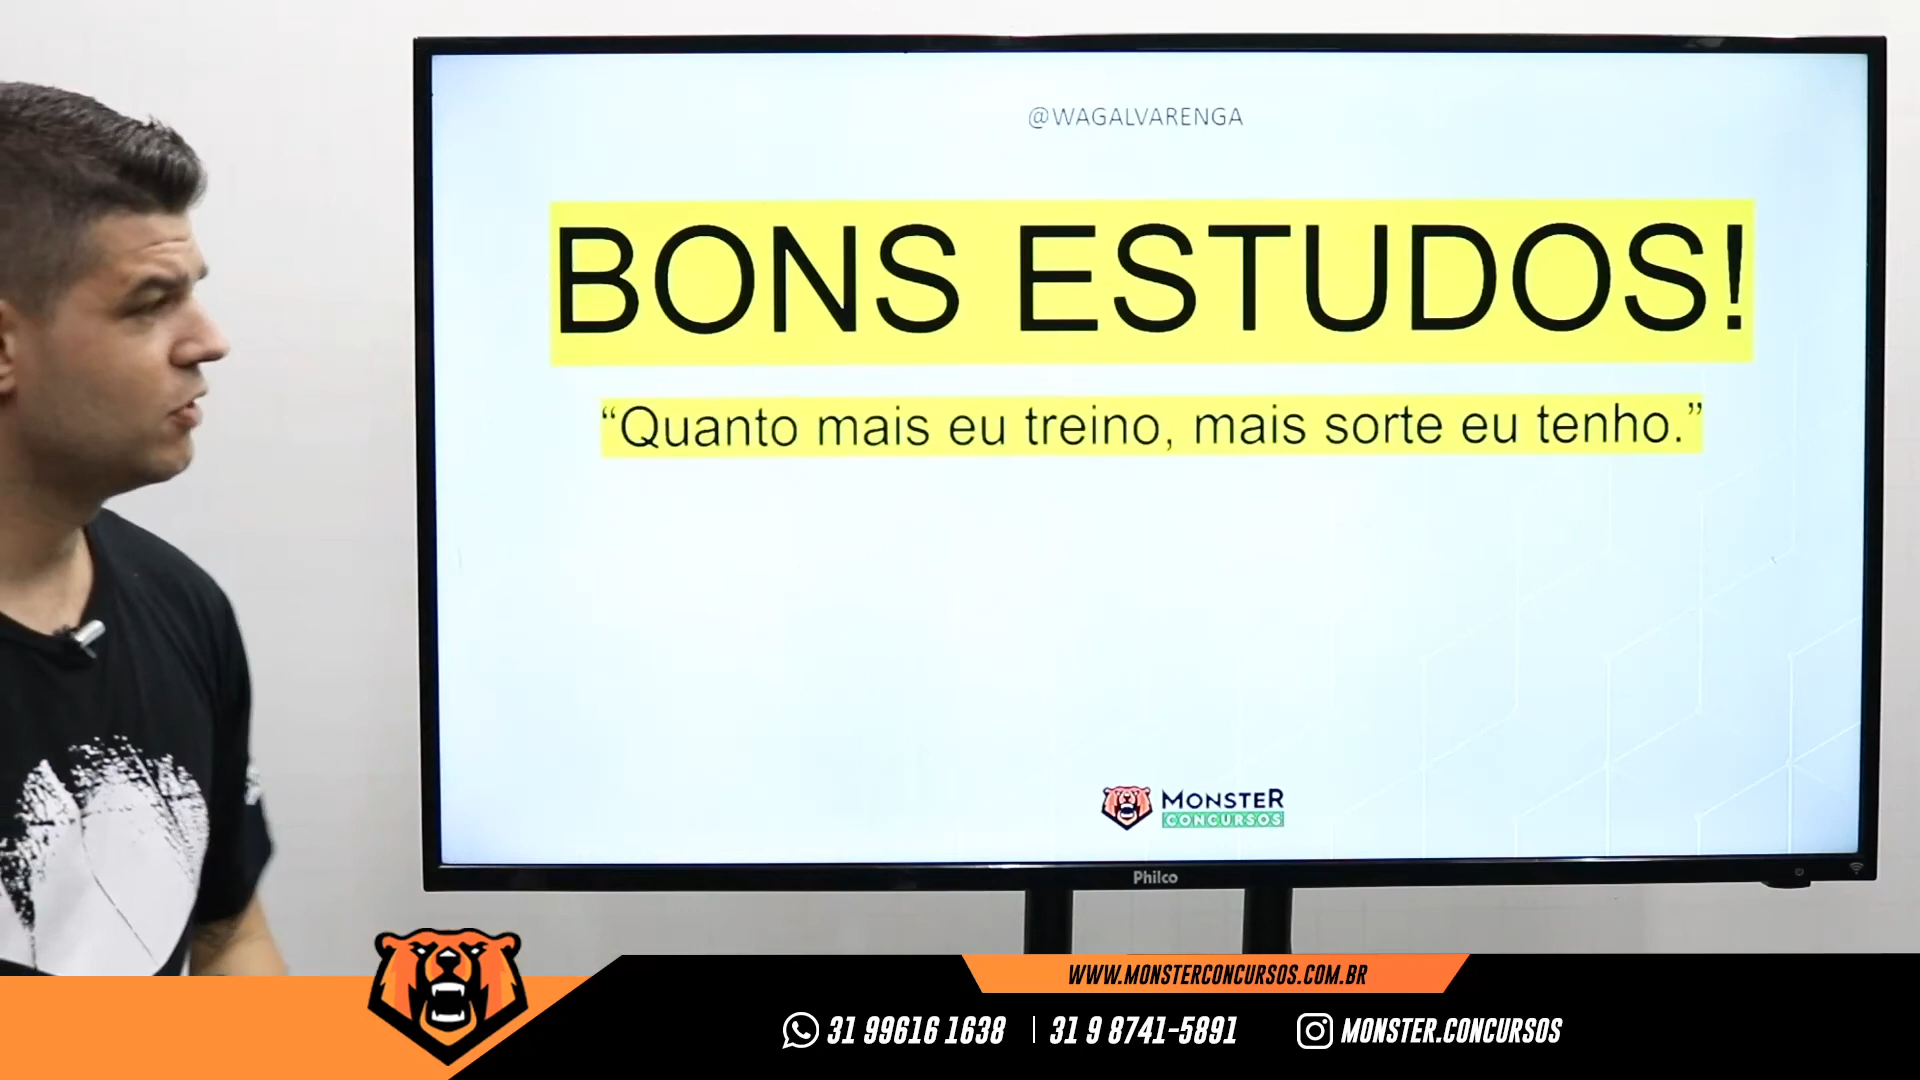 @WAGALVARENGA
BONS ESTUDOS!
“Quanto mais eu treino, mais sorte eu tenho.”
MONSTER
CONCURSOS
Philco
WWW.MONSTERCONCURSOS.COM.BR
31 99616 1638 | 31 9 8741-5891 MONSTER.CONCURSOS